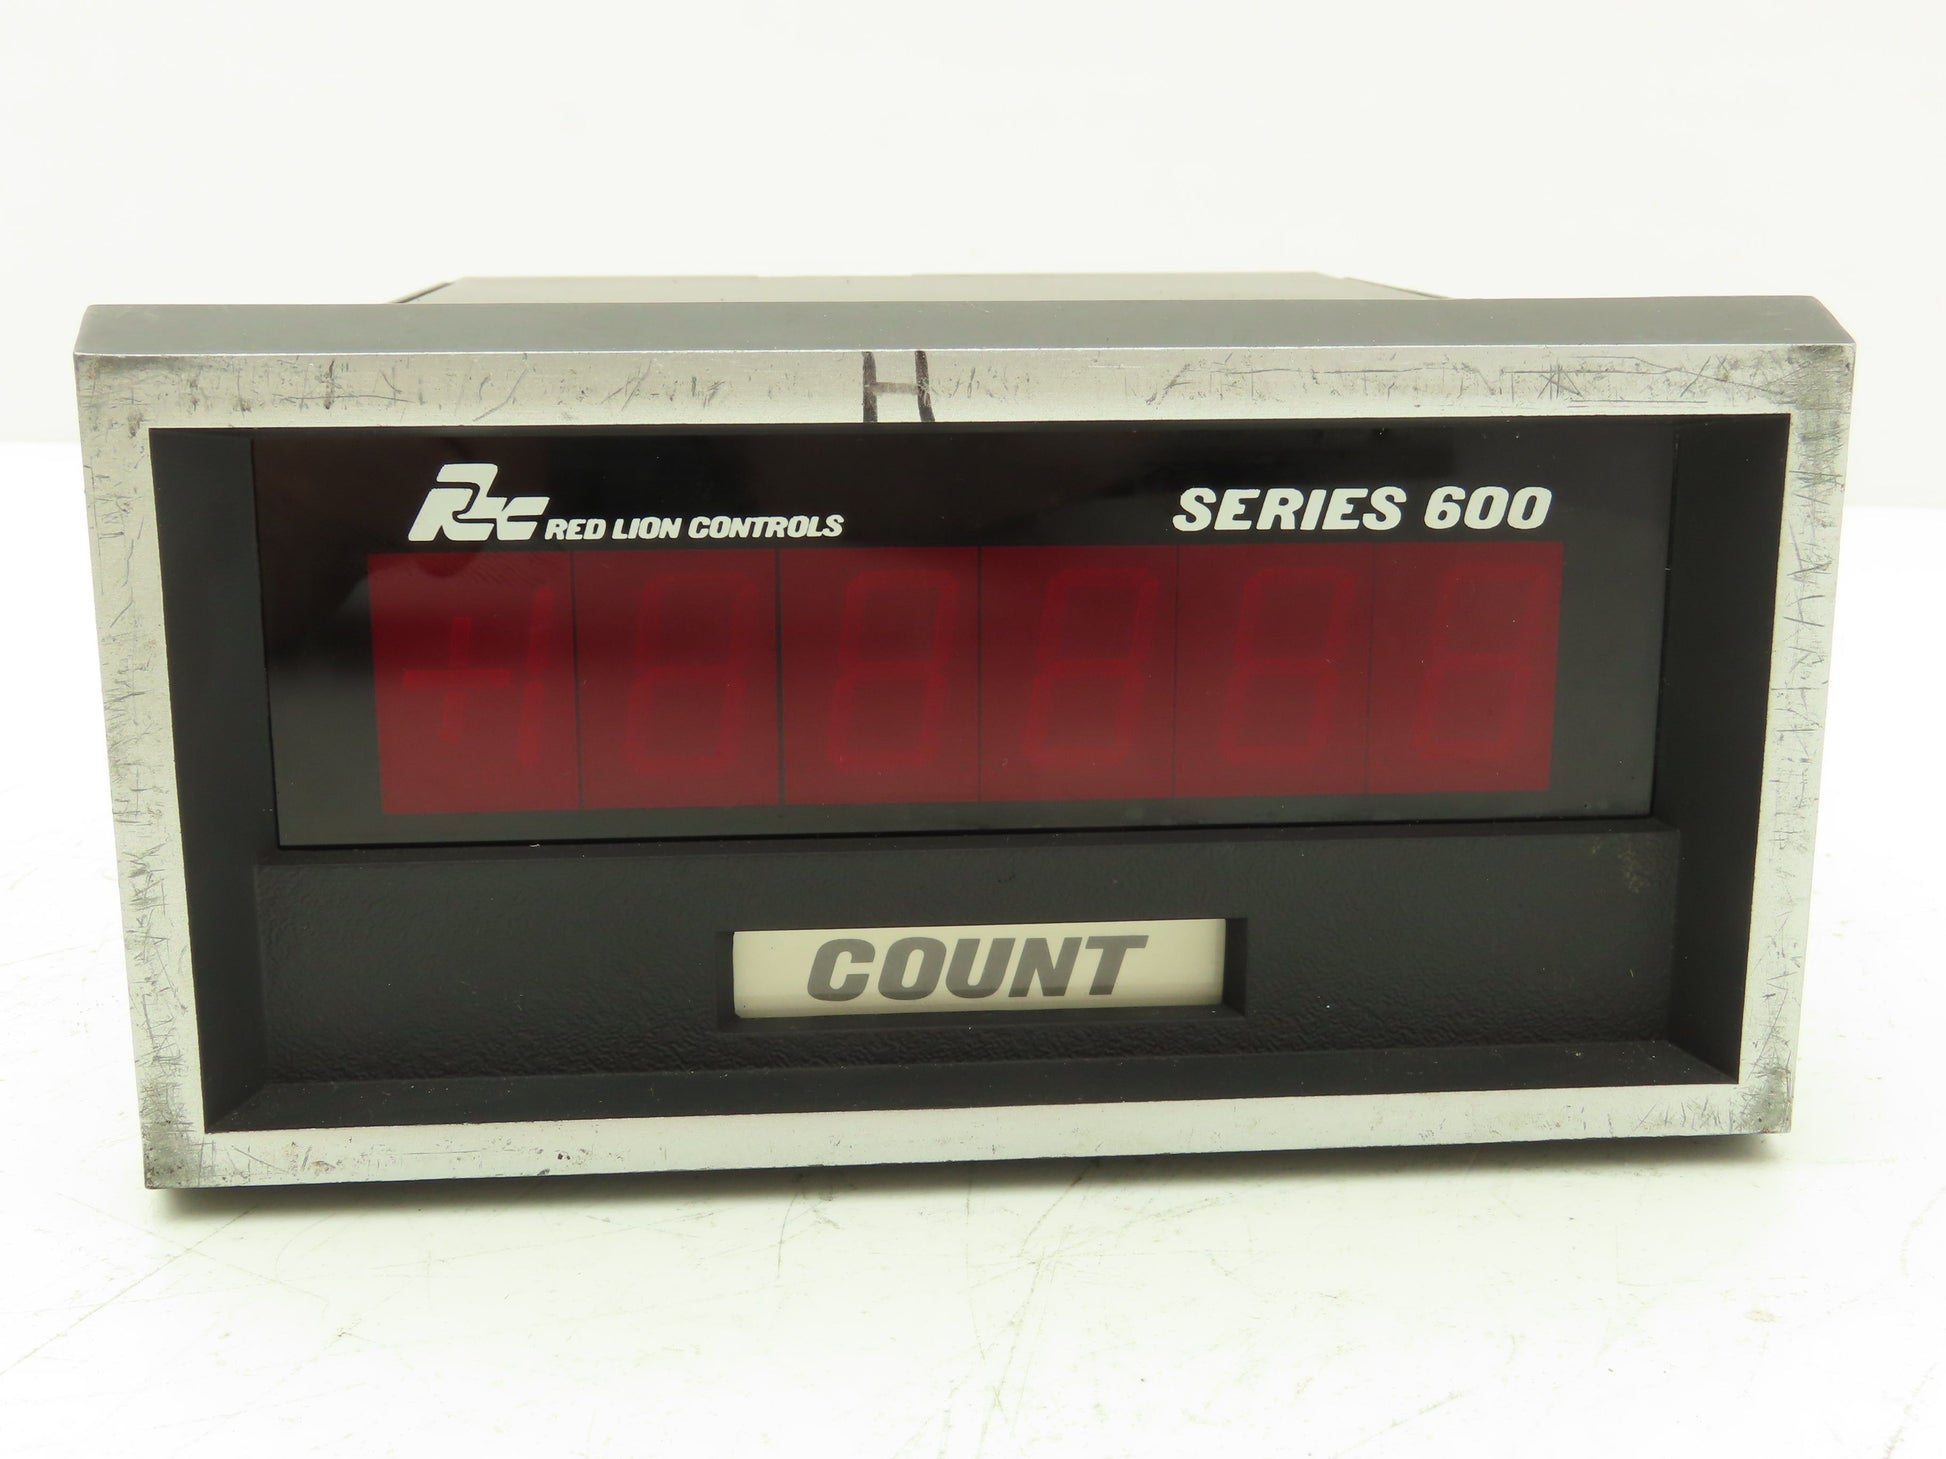 H
RLC RED LION CONTROLS
SERIES 600
COUNT